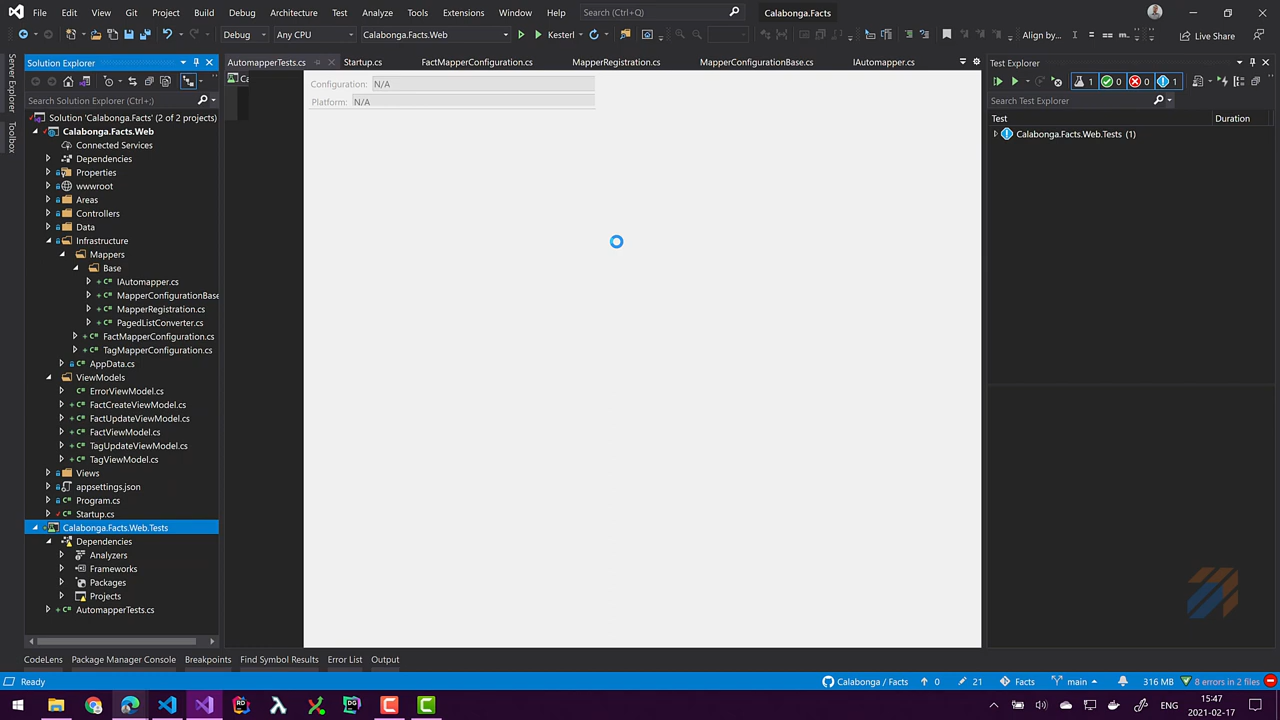 File Edit View Git Project Build Debug Architecture Test Analyze Tools Extensions Window Help Search (Ctrl+Q) Calabonga.Facts
Debug Any CPU Calabonga.Facts.Web Kesterl Align by... Live Share
Server Explorer
Toolbox
Solution Explorer
Search Solution Explorer (Ctrl+;)
Solution 'Calabonga.Facts' (2 of 2 projects)
Calabonga.Facts.Web
Connected Services
Dependencies
Properties
wwwroot
Areas
Controllers
Data
Infrastructure
Mappers
Base
IAutomapper.cs
MapperConfigurationBase
MapperRegistration.cs
PagedListConverter.cs
FactMapperConfiguration.cs
TagMapperConfiguration.cs
AppData.cs
ViewModels
ErrorViewModel.cs
FactCreateViewModel.cs
FactUpdateViewModel.cs
FactViewModel.cs
TagUpdateViewModel.cs
TagViewModel.cs
Views
appsettings.json
Program.cs
Startup.cs
Calabonga.Facts.Web.Tests
Dependencies
Analyzers
Frameworks
Packages
Projects
AutomapperTests.cs
AutomapperTests.cs Startup.cs FactMapperConfiguration.cs MapperRegistration.cs MapperConfigurationBase.cs IAutomapper.cs
Ca
Configuration: N/A
Platform: N/A
Test Explorer
1 0 0 1
Search Test Explorer
Test Duration
Calabonga.Facts.Web.Tests (1)
CodeLens Package Manager Console Breakpoints Find Symbol Results Error List Output
Ready Calabonga / Facts 0 21 Facts main 316 MB 8 errors in 2 files
15:47
2021-02-17